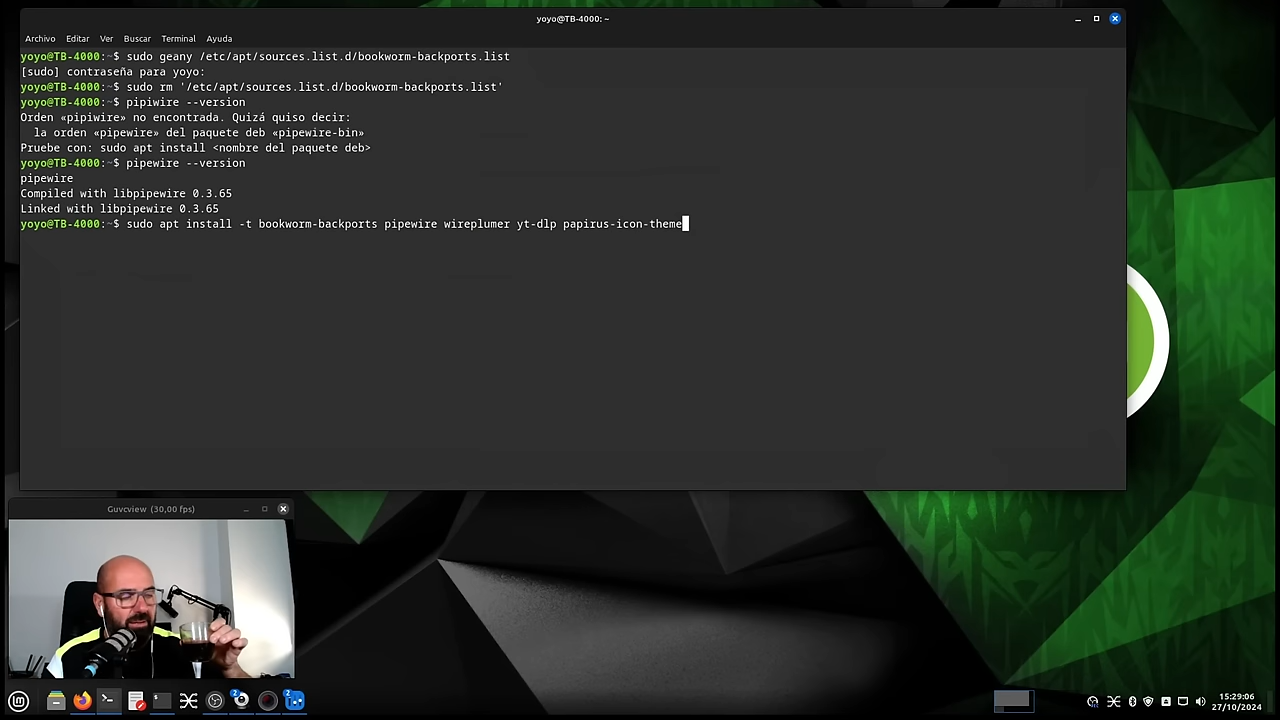 yoyo@TB-4000: ~
Archivo Editar Ver Buscar Terminal Ayuda
yoyo@TB-4000:~$ sudo geany /etc/apt/sources.list.d/bookworm-backports.list
[sudo] contraseña para yoyo:
yoyo@TB-4000:~$ sudo rm '/etc/apt/sources.list.d/bookworm-backports.list'
yoyo@TB-4000:~$ pipiwire --version
Orden «pipiwire» no encontrada. Quizá quiso decir:
  la orden «pipewire» del paquete deb «pipewire-bin»
Pruebe con: sudo apt install <nombre del paquete deb>
yoyo@TB-4000:~$ pipewire --version
pipewire
Compiled with libpipewire 0.3.65
Linked with libpipewire 0.3.65
yoyo@TB-4000:~$ sudo apt install -t bookworm-backports pipewire wireplumer yt-dlp papirus-icon-theme
Guvcview (30,00 fps)
2
2
15:29:06
27/10/2024